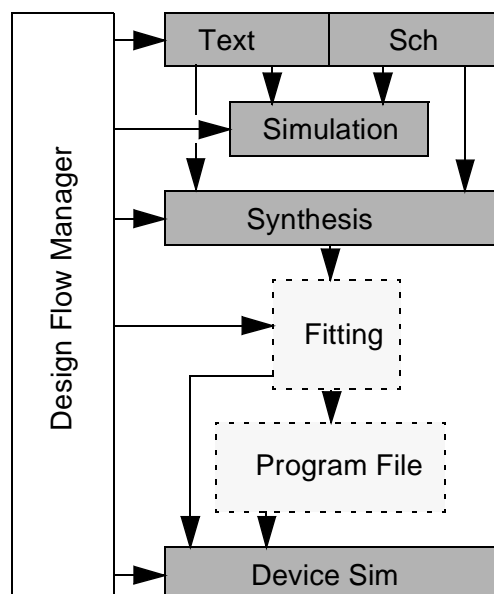 Design Flow Manager
Text
Sch
Simulation
Synthesis
Fitting
Program File
Device Sim